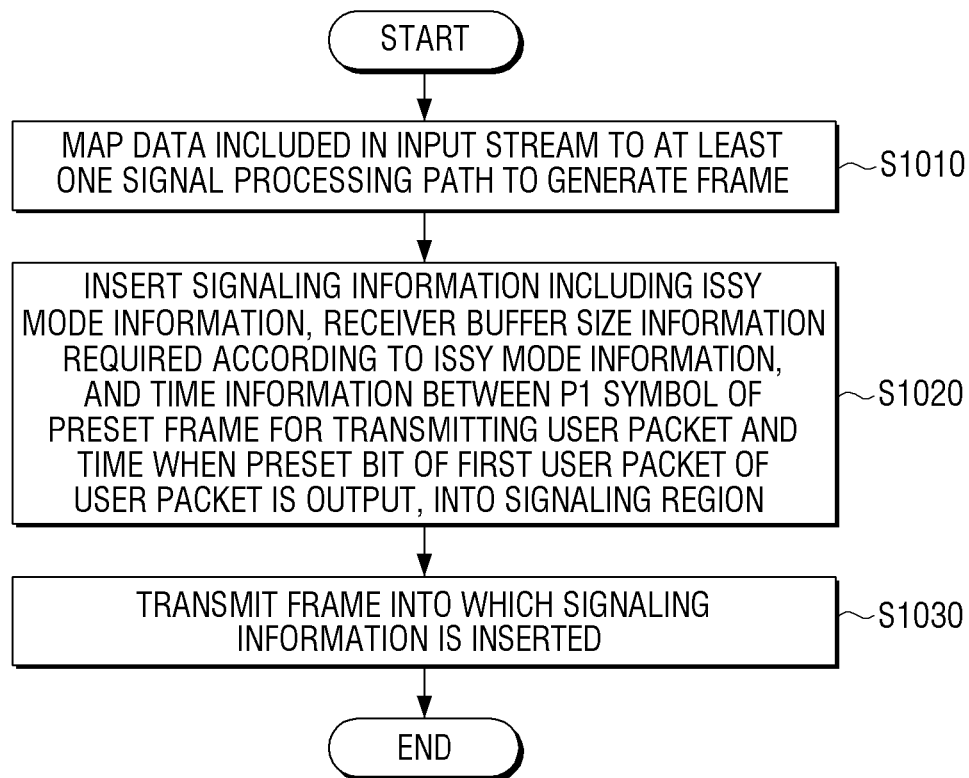 START
MAP DATA INCLUDED IN INPUT STREAM TO AT LEAST
ONE SIGNAL PROCESSING PATH TO GENERATE FRAME
S1010
INSERT SIGNALING INFORMATION INCLUDING ISSY
MODE INFORMATION, RECEIVER BUFFER SIZE INFORMATION
REQUIRED ACCORDING TO ISSY MODE INFORMATION,
AND TIME INFORMATION BETWEEN P1 SYMBOL OF
PRESET FRAME FOR TRANSMITTING USER PACKET AND
TIME WHEN PRESET BIT OF FIRST USER PACKET OF
USER PACKET IS OUTPUT, INTO SIGNALING REGION
S1020
TRANSMIT FRAME INTO WHICH SIGNALING
INFORMATION IS INSERTED
S1030
END